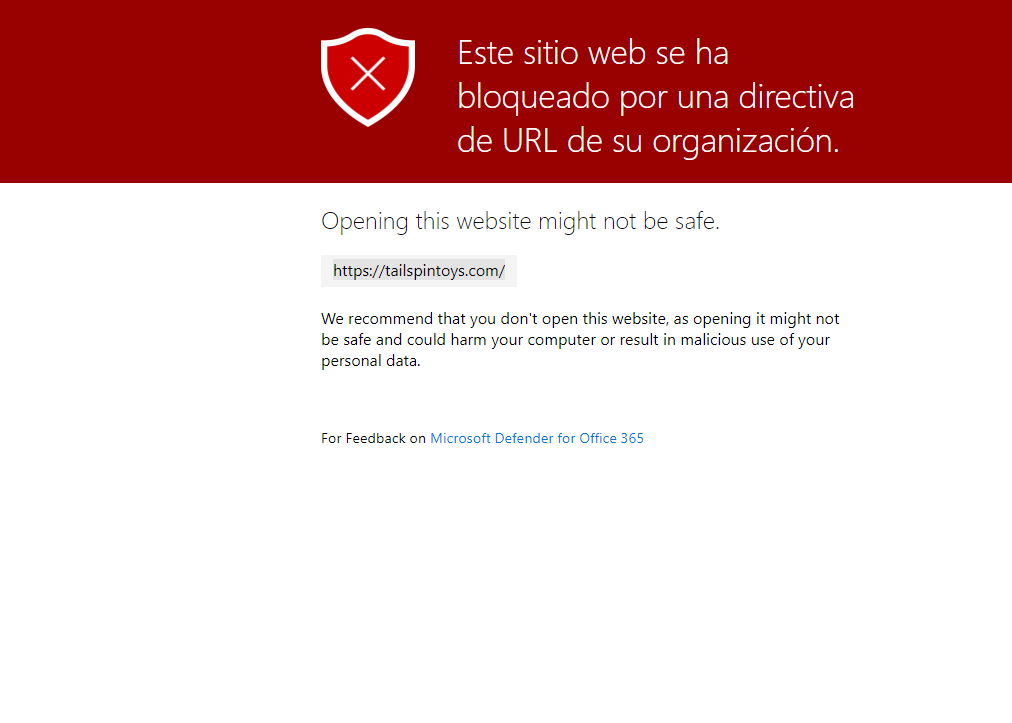 Este sitio web se ha
bloqueado por una directiva
de URL de su organización.
Opening this website might not be safe.
https://tailspintoys.com/
We recommend that you don't open this website, as opening it might not
be safe and could harm your computer or result in malicious use of your
personal data.
For Feedback on Microsoft Defender for Office 365